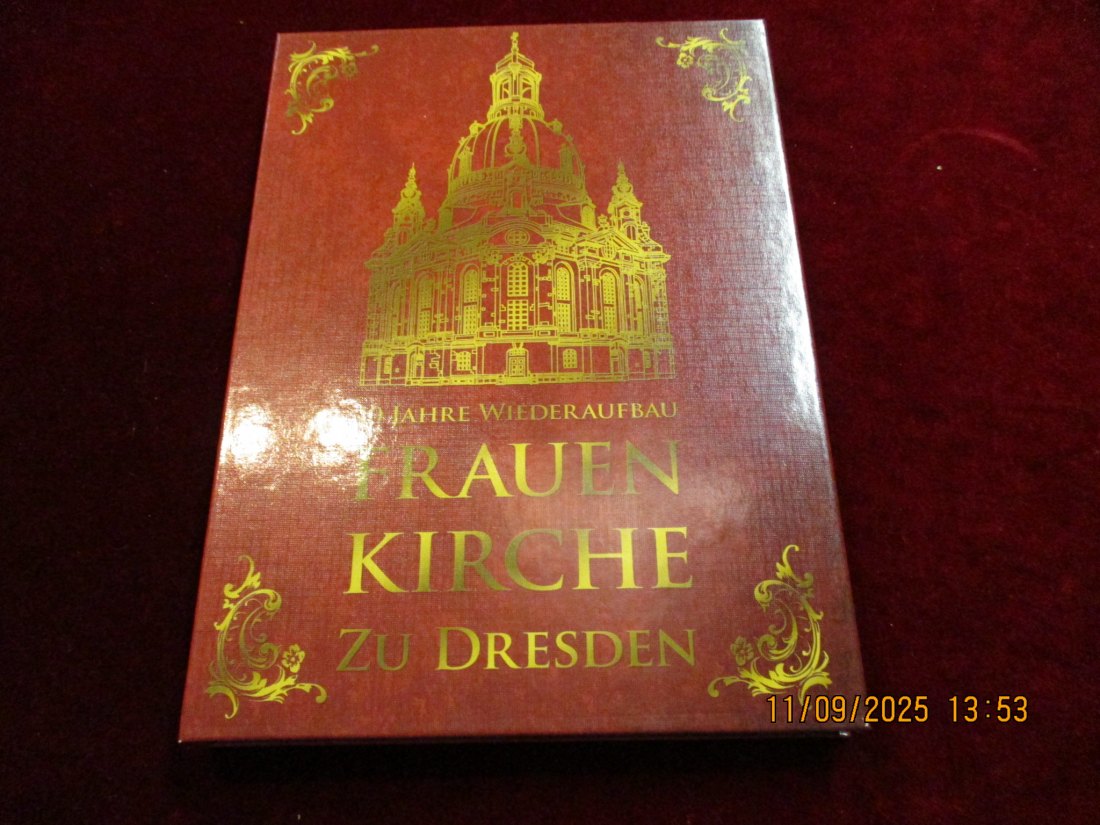 JAHRE WIEDERAUFBAU
FRAUEN
KIRCHE
ZU DRESDEN
11/09/2025 13:53